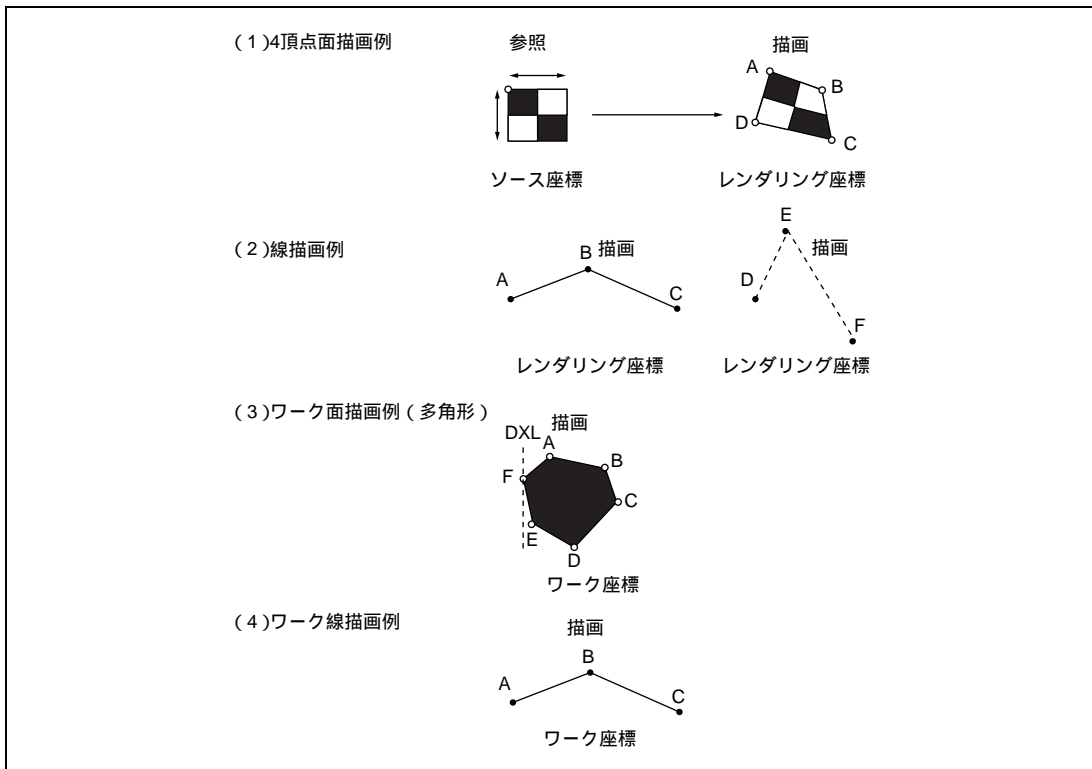 (1)4頂点面描画例
参照
描画
A
B
D
C
ソース座標
レンダリング座標
(2)線描画例
B 描画
A
C
E
描画
D
F
レンダリング座標
レンダリング座標
(3)ワーク面描画例(多角形)
描画
DXL
A
B
F
C
E
D
ワーク座標
(4)ワーク線描画例
描画
B
A
C
ワーク座標